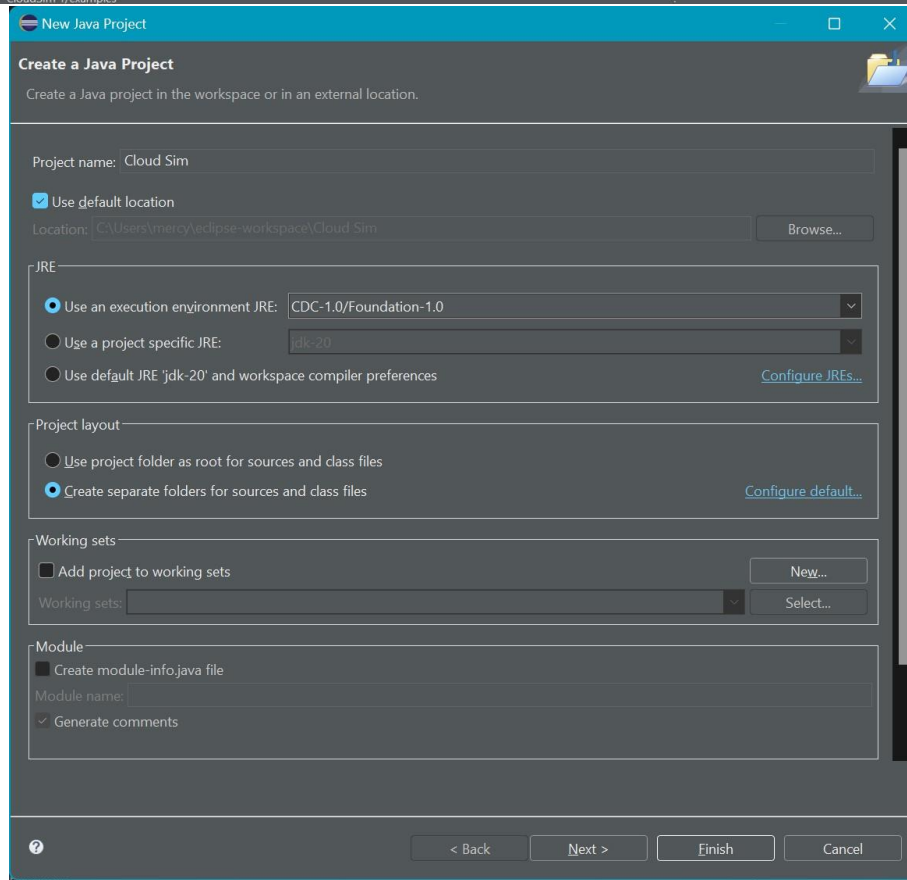 CloudSim 1/examples
New Java Project
Create a Java Project
Create a Java project in the workspace or in an external location.
Project name: Cloud Sim
Use default location
Location: C:\Users\mercy\eclipse-workspace\Cloud Sim Browse...
JRE
Use an execution environment JRE: CDC-1.0/Foundation-1.0
Use a project specific JRE: jdk-20
Use default JRE 'jdk-20' and workspace compiler preferences Configure JREs...
Project layout
Use project folder as root for sources and class files
Create separate folders for sources and class files Configure default...
Working sets
Add project to working sets New...
Working sets: Select...
Module
Create module-info.java file
Module name:
Generate comments
? < Back Next > Finish Cancel